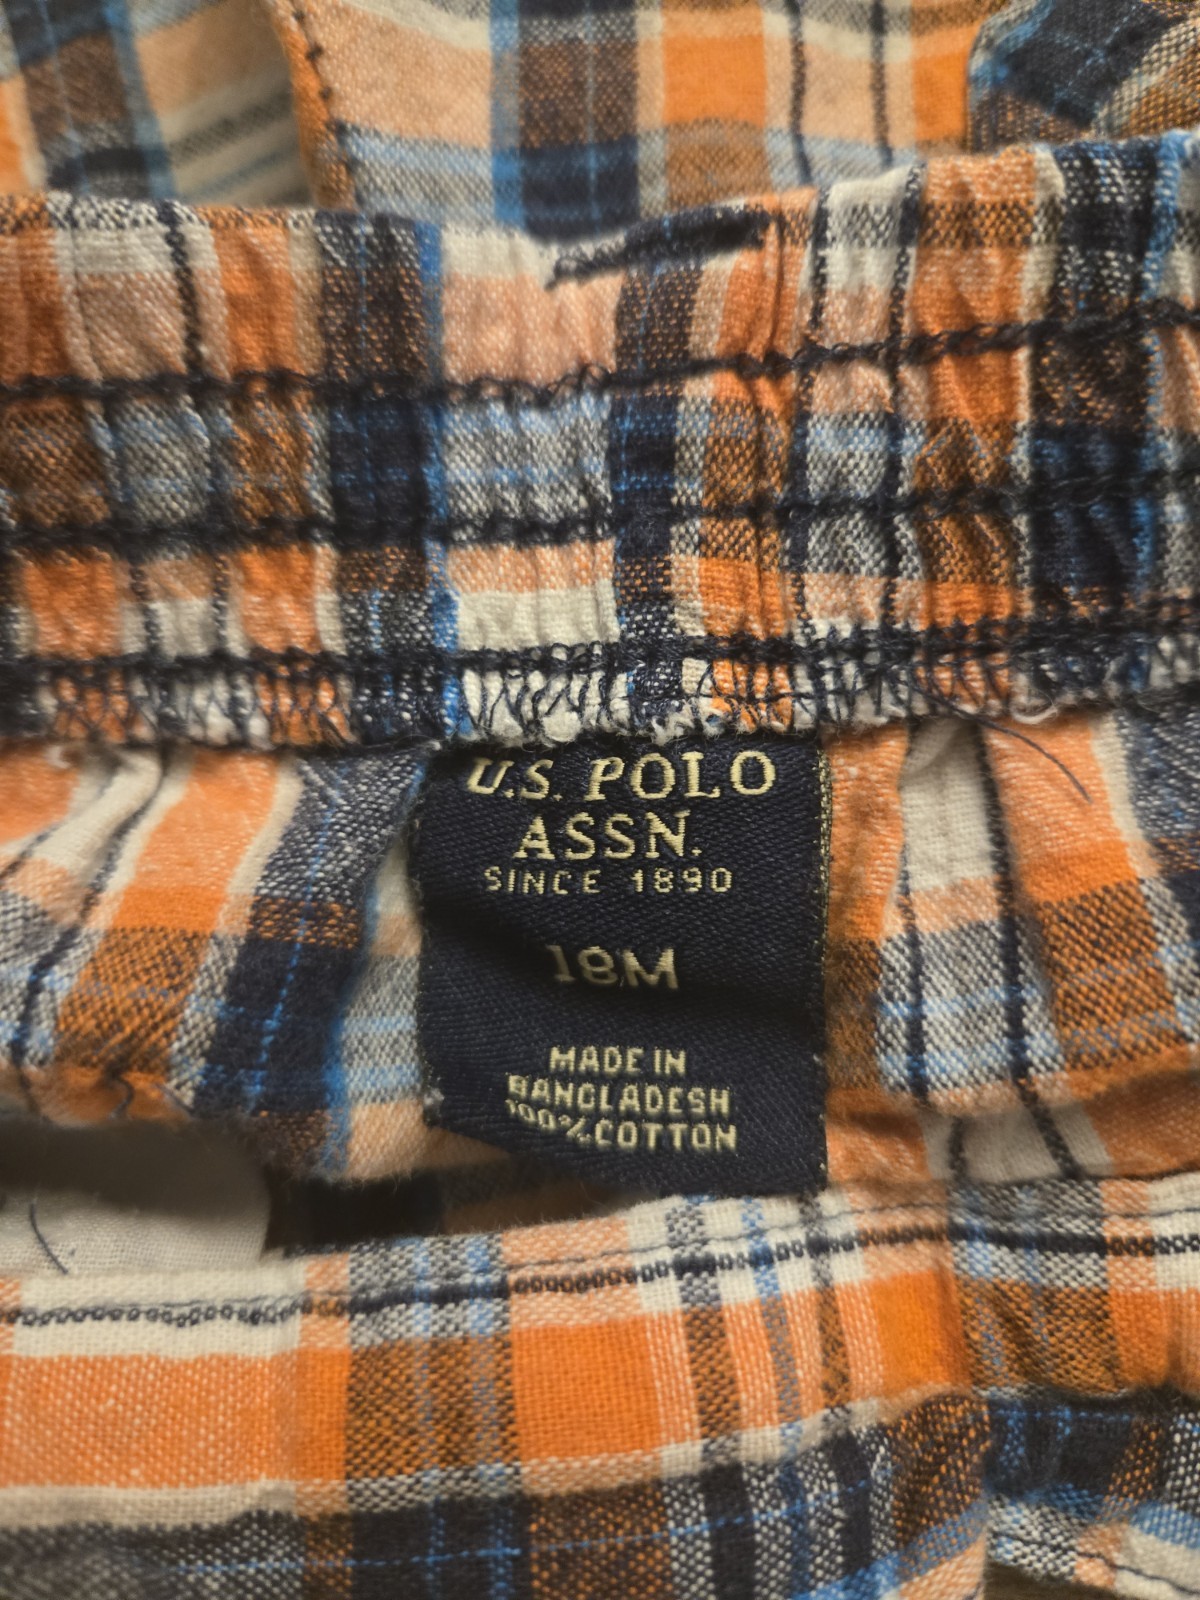 U.S. POLO
ASSN.
SINCE 1890
18M
MADE IN
BANGLADESH
100% COTTON